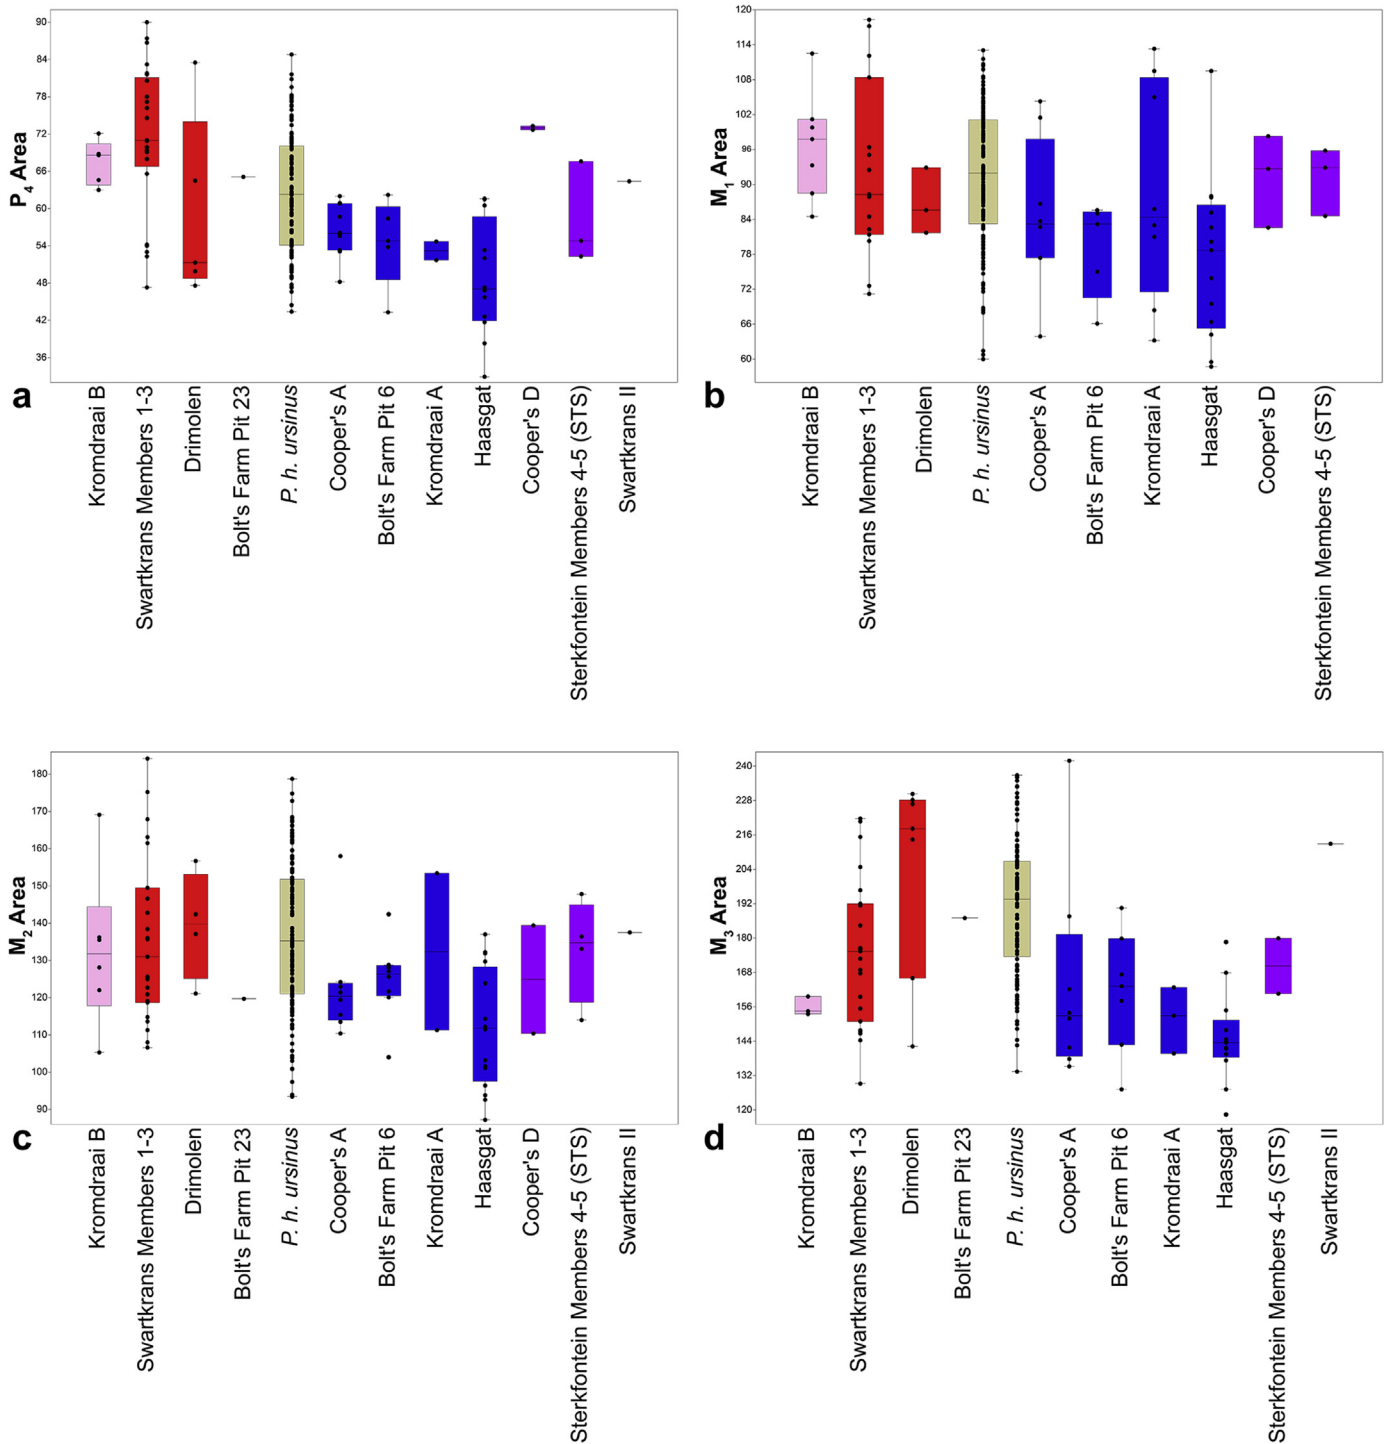 P4 Area
90
84
78
72
66
60
54
48
42
36
a
Kromdraai B
Swartkrans Members 1-3
Drimolen
Bolt's Farm Pit 23
P. h. ursinus
Cooper's A
Bolt's Farm Pit 6
Kromdraai A
Haasgat
Cooper's D
Sterkfontein Members 4-5 (STS)
Swartkrans II
M1 Area
120
114
108
102
96
90
84
78
72
66
60
b
Kromdraai B
Swartkrans Members 1-3
Drimolen
P. h. ursinus
Cooper's A
Bolt's Farm Pit 6
Kromdraai A
Haasgat
Cooper's D
Sterkfontein Members 4-5 (STS)
M2 Area
180
170
160
150
140
130
120
110
100
90
c
Kromdraai B
Swartkrans Members 1-3
Drimolen
Bolt's Farm Pit 23
P. h. ursinus
Cooper's A
Bolt's Farm Pit 6
Kromdraai A
Haasgat
Cooper's D
Sterkfontein Members 4-5 (STS)
Swartkrans II
M3 Area
240
228
216
204
192
180
168
156
144
132
120
d
Kromdraai B
Swartkrans Members 1-3
Drimolen
Bolt's Farm Pit 23
P. h. ursinus
Cooper's A
Bolt's Farm Pit 6
Kromdraai A
Haasgat
Sterkfontein Members 4-5 (STS)
Swartkrans II